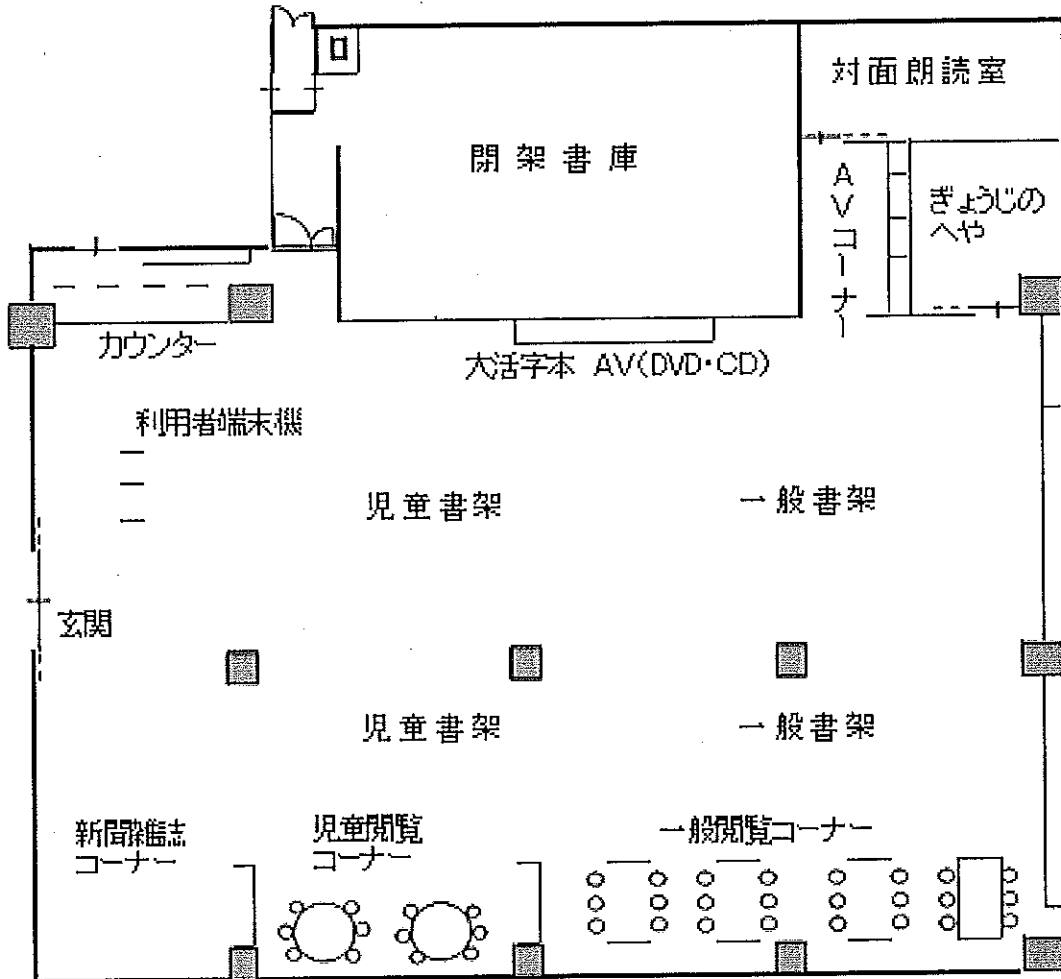 対面朗読室
閉架書庫
AVコーナー
ぎょうじの
へや
カウンター
大活字本 AV(DVD・CD)
利用者端末機
児童書架
一般書架
玄関
児童書架
一般書架
新聞雑誌
コーナー
児童閲覧
コーナー
一般閲覧コーナー